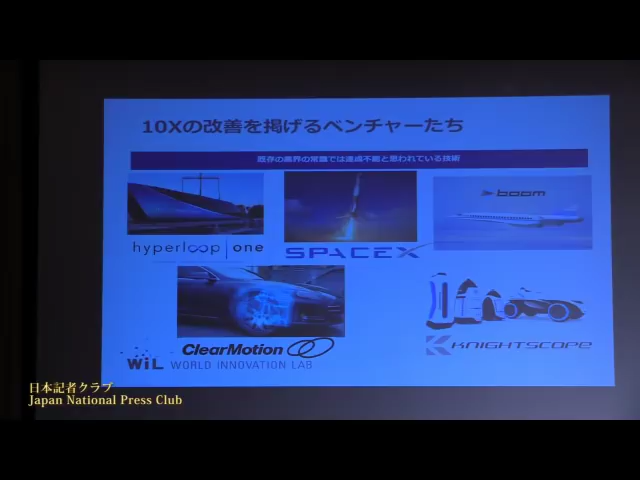 10Xの改善を掲げるベンチャーたち
既存の業界の常識では達成不能と思われている技術
boom
hyperloop one
SPACEX
ClearMotion
KNIGHTSCOPE
WiL WORLD INNOVATION LAB
日本記者クラブ
Japan National Press Club